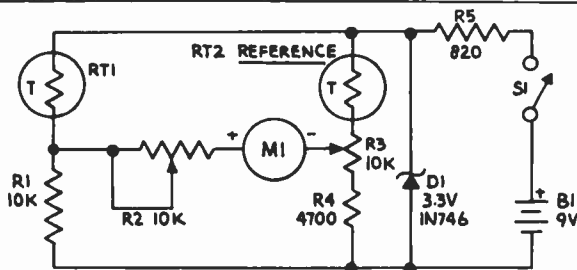 R5
820
RT2 REFERENCE
T
RT1
T
S1
+
M1
-
R3
10K
R1
10K
R2 10K
R4
4700
D1
3.3V
1N746
+
B1
9V